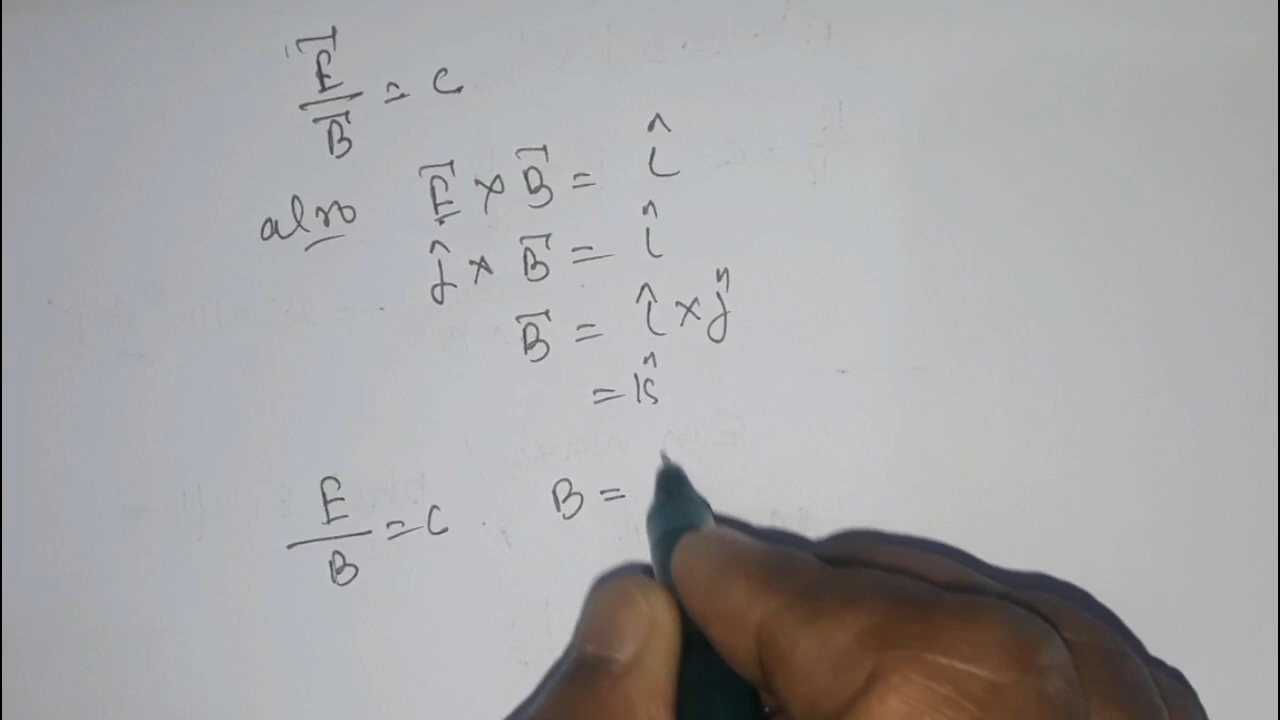 E⃗/B⃗ = c
also E⃗ × B⃗ = î
ĵ × B⃗ = î
B⃗ = î × ĵ
= k̂
E/B = c B =